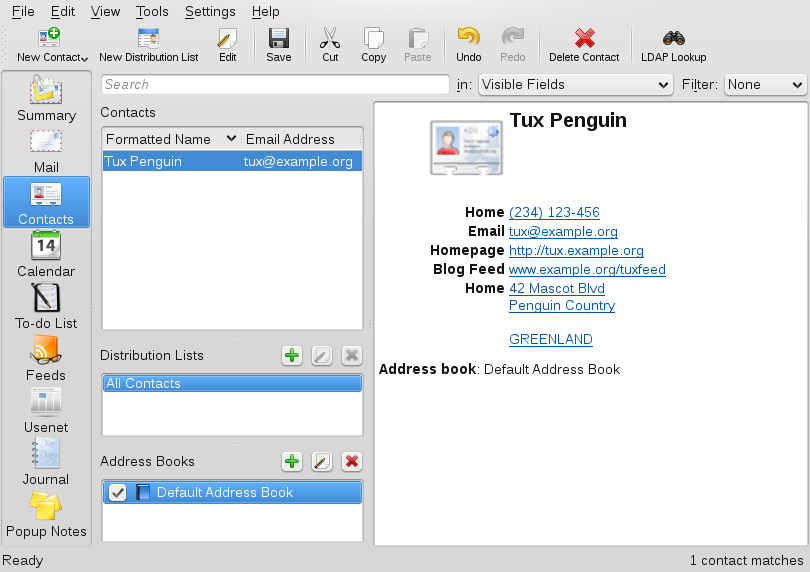 File Edit View Tools Settings Help
New Contact New Distribution List Edit Save Cut Copy Paste Undo Redo Delete Contact LDAP Lookup
Search in: Visible Fields Filter: None
Summary
Mail
Contacts
Calendar
14
To-do List
Feeds
Usenet
Journal
Popup Notes
Contacts
Formatted Name Email Address
Tux Penguin tux@example.org
Distribution Lists
All Contacts
Address Books
Default Address Book
Tux Penguin
Home (234) 123-456
Email tux@example.org
Homepage http://tux.example.org
Blog Feed www.example.org/tuxfeed
Home 42 Mascot Blvd
Penguin Country
GREENLAND
Address book: Default Address Book
Ready 1 contact matches